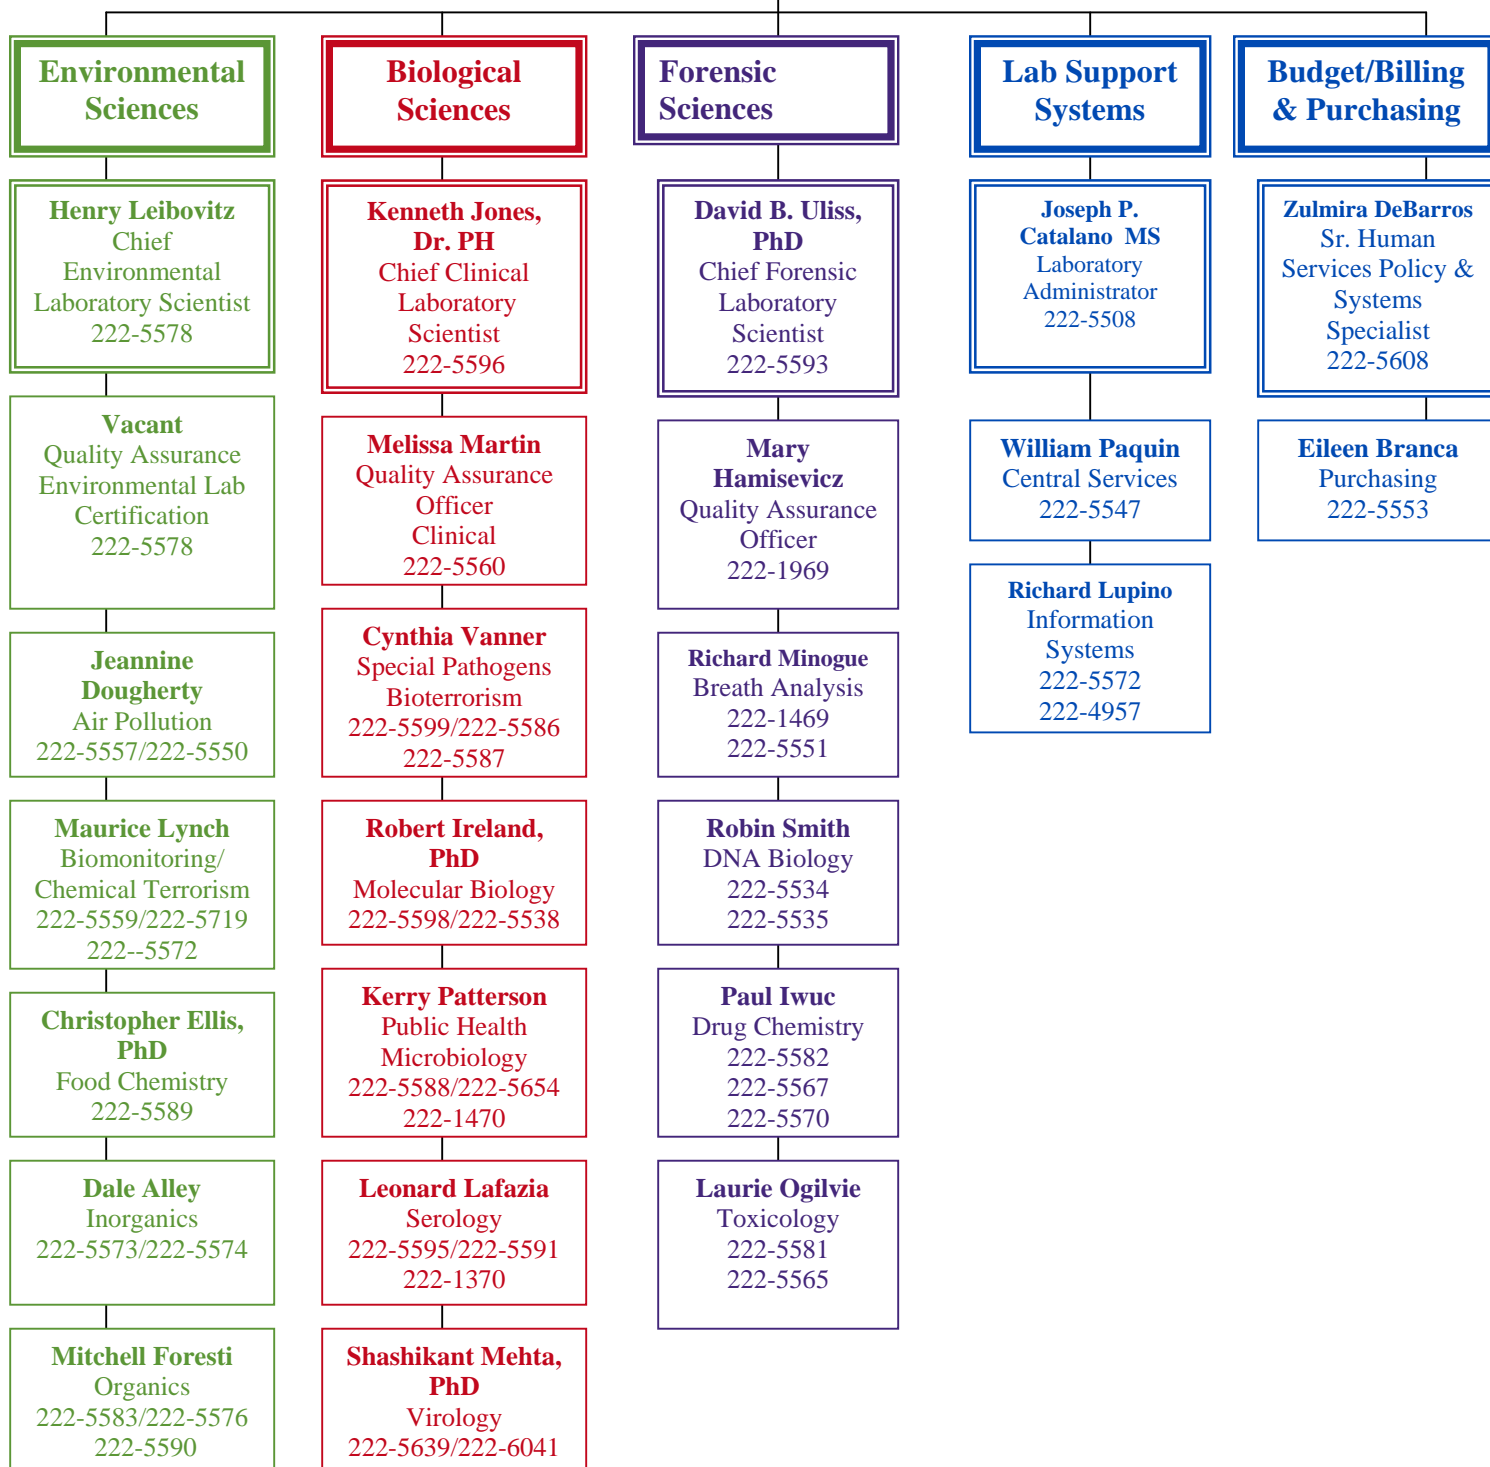 Environmental
Sciences
Henry Leibovitz
Chief
Environmental
Laboratory Scientist
222-5578
Vacant
Quality Assurance
Environmental Lab
Certification
222-5578
Jeannine
Dougherty
Air Pollution
222-5557/222-5550
Maurice Lynch
Biomonitoring/
Chemical Terrorism
222-5559/222-5719
222--5572
Christopher Ellis,
PhD
Food Chemistry
222-5589
Dale Alley
Inorganics
222-5573/222-5574
Mitchell Foresti
Organics
222-5583/222-5576
222-5590
Biological
Sciences
Kenneth Jones,
Dr. PH
Chief Clinical
Laboratory
Scientist
222-5596
Melissa Martin
Quality Assurance
Officer
Clinical
222-5560
Cynthia Vanner
Special Pathogens
Bioterrorism
222-5599/222-5586
222-5587
Robert Ireland,
PhD
Molecular Biology
222-5598/222-5538
Kerry Patterson
Public Health
Microbiology
222-5588/222-5654
222-1470
Leonard Lafazia
Serology
222-5595/222-5591
222-1370
Shashikant Mehta,
PhD
Virology
222-5639/222-6041
Forensic
Sciences
David B. Uliss,
PhD
Chief Forensic
Laboratory
Scientist
222-5593
Mary
Hamisevicz
Quality Assurance
Officer
222-1969
Richard Minogue
Breath Analysis
222-1469
222-5551
Robin Smith
DNA Biology
222-5534
222-5535
Paul Iwuc
Drug Chemistry
222-5582
222-5567
222-5570
Laurie Ogilvie
Toxicology
222-5581
222-5565
Lab Support
Systems
Joseph P.
Catalano MS
Laboratory
Administrator
222-5508
William Paquin
Central Services
222-5547
Richard Lupino
Information
Systems
222-5572
222-4957
Budget/Billing
& Purchasing
Zulmira DeBarros
Sr. Human
Services Policy &
Systems
Specialist
222-5608
Eileen Branca
Purchasing
222-5553